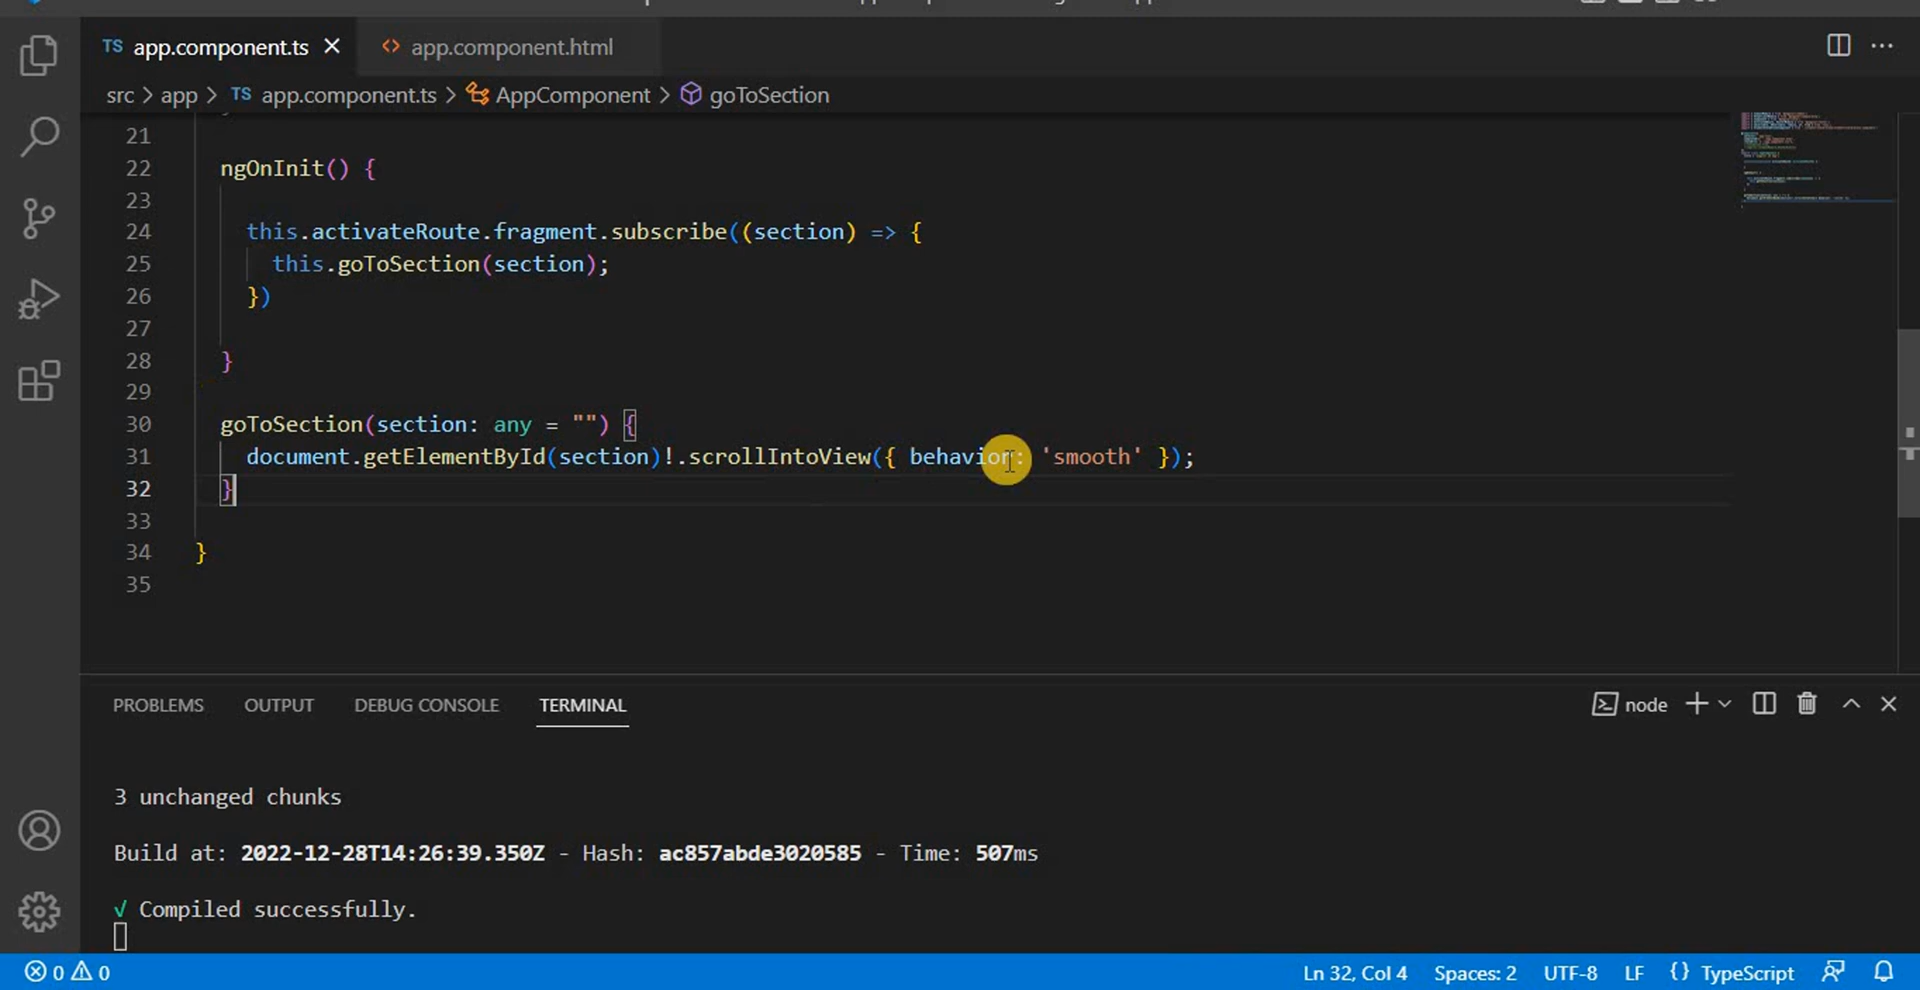 TS app.component.ts × <> app.component.html
src > app > TS app.component.ts > AppComponent > goToSection
21
22 ngOnInit() {
23
24 this.activateRoute.fragment.subscribe((section) => {
25 this.goToSection(section);
26 })
27
28 }
29
30 goToSection(section: any = "") {
31 document.getElementById(section)!.scrollIntoView({ behavior: 'smooth' });
32 }
33
34 }
35
PROBLEMS OUTPUT DEBUG CONSOLE TERMINAL node
3 unchanged chunks
Build at: 2022-12-28T14:26:39.350Z - Hash: ac857abde3020585 - Time: 507ms
√ Compiled successfully.
0 0 Ln 32, Col 4 Spaces: 2 UTF-8 LF {} TypeScript